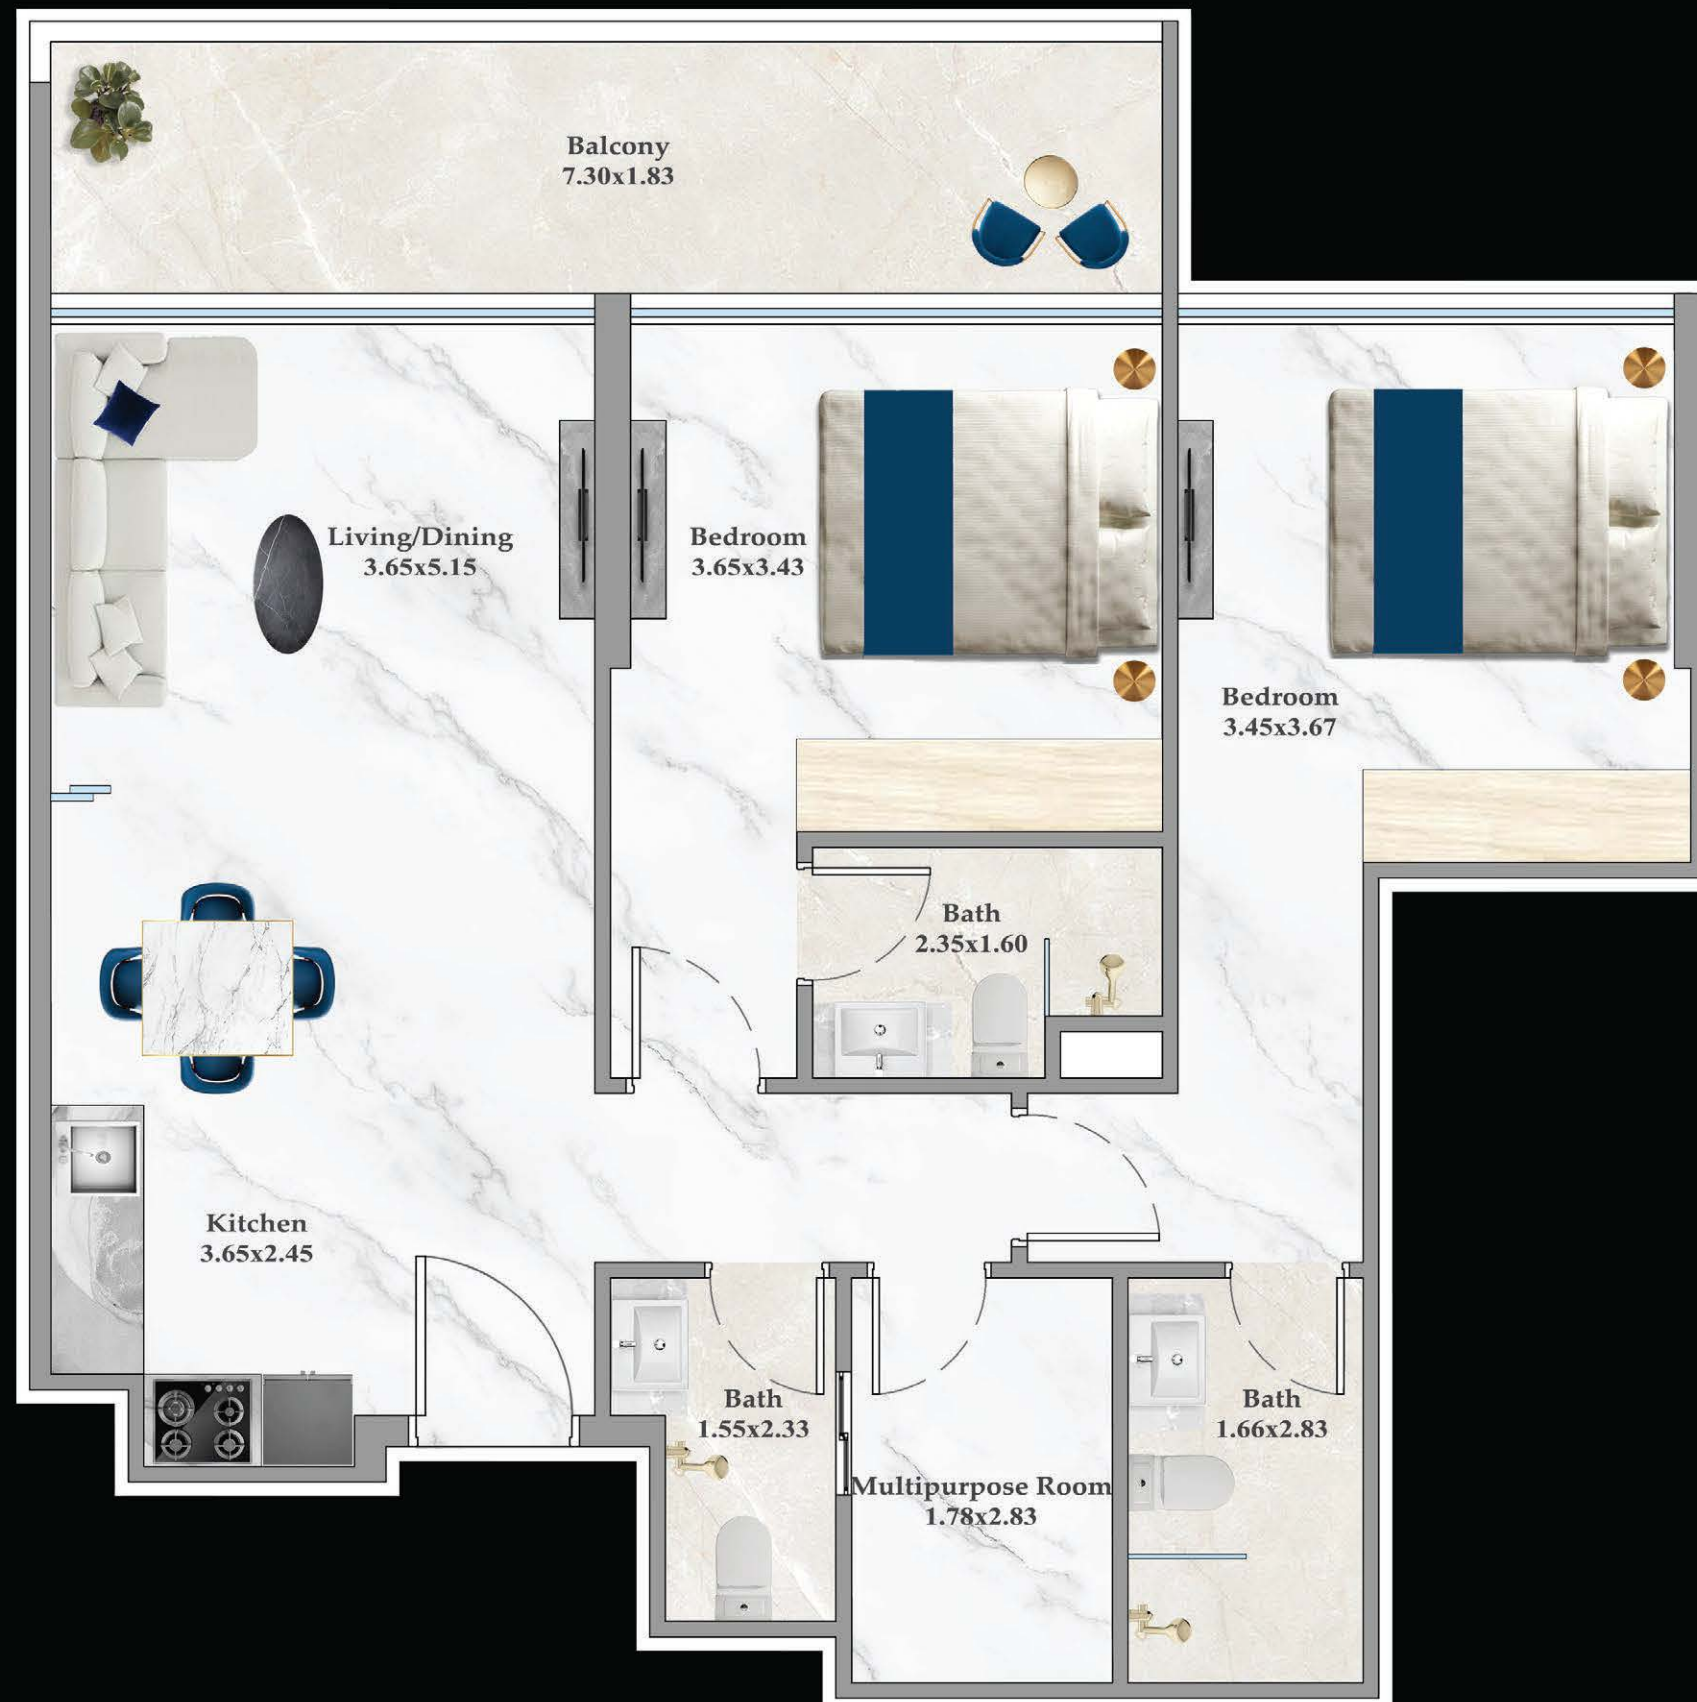 Balcony
7.30x1.83
Living/Dining
3.65x5.15
Bedroom
3.65x3.43
Bedroom
3.45x3.67
Bath
2.35x1.60
Kitchen
3.65x2.45
Bath
1.55x2.33
Bath
1.66x2.83
Multipurpose Room
1.78x2.83